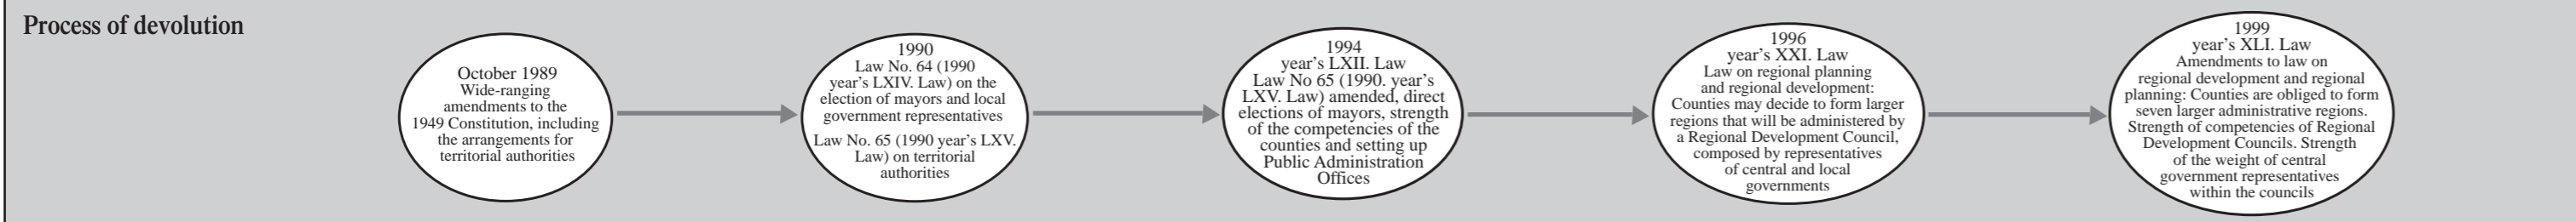 Process of devolution
October 1989
Wide-ranging
amendments to the
1949 Constitution, including
the arrangements for
territorial authorities
1990
Law No. 64 (1990
year's LXIV. Law) on the
election of mayors and local
government representatives
Law No. 65 (1990 year's LXV.
Law) on territorial
authorities
1994
year's LXII. Law
Law No 65 (1990. year's
LXV. Law) amended, direct
elections of mayors, strength
of the competencies of the
counties and setting up
Public Administration
Offices
1996
year's XXI. Law
Law on regional planning
and regional development:
Counties may decide to form larger
regions that will be administered by
a Regional Development Council,
composed by representatives
of central and local
governments
1999
year's XLI. Law
Amendments to law on
regional development and regional
planning: Counties are obliged to form
seven larger administrative regions.
Strength of competencies of Regional
Development Councils. Strength
of the weight of central
government representatives
within the councils